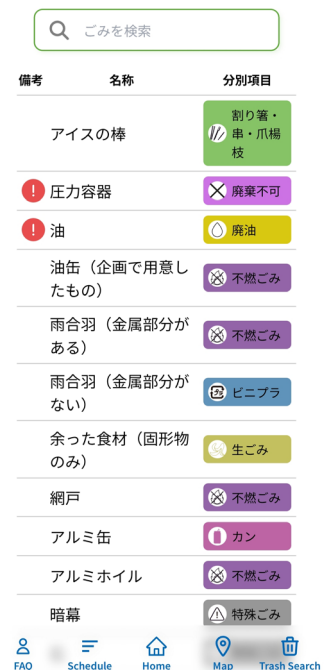 ごみを検索
備考 名称 分別項目
アイスの棒
割り箸・
串・爪楊
枝
圧力容器 廃棄不可
油 廃油
油缶（企画で用意し
たもの）
不燃ごみ
雨合羽（金属部分が
ある）
不燃ごみ
雨合羽（金属部分が
ない）
ビニプラ
余った食材（固形物
のみ）
生ごみ
網戸 不燃ごみ
アルミ缶 カン
アルミホイル 不燃ごみ
暗幕 特殊ごみ
FAQ Schedule Home Map Trash Search